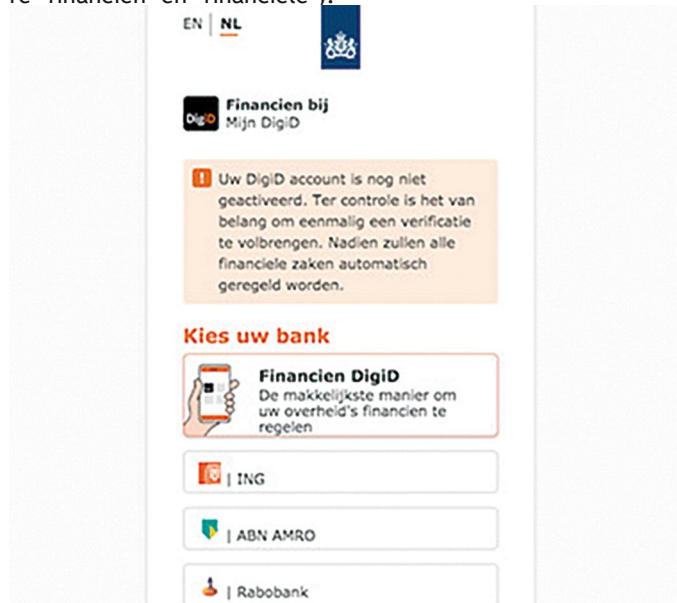 EN | NL
Financien bij
DigiD Mijn DigiD
! Uw DigiD account is nog niet
geactiveerd. Ter controle is het van
belang om eenmalig een verificatie
te volbrengen. Nadien zullen alle
financiele zaken automatisch
geregeld worden.
Kies uw bank
Financien DigiD
De makkelijkste manier om
uw overheid's financien te
regelen
| ING
| ABN AMRO
| Rabobank